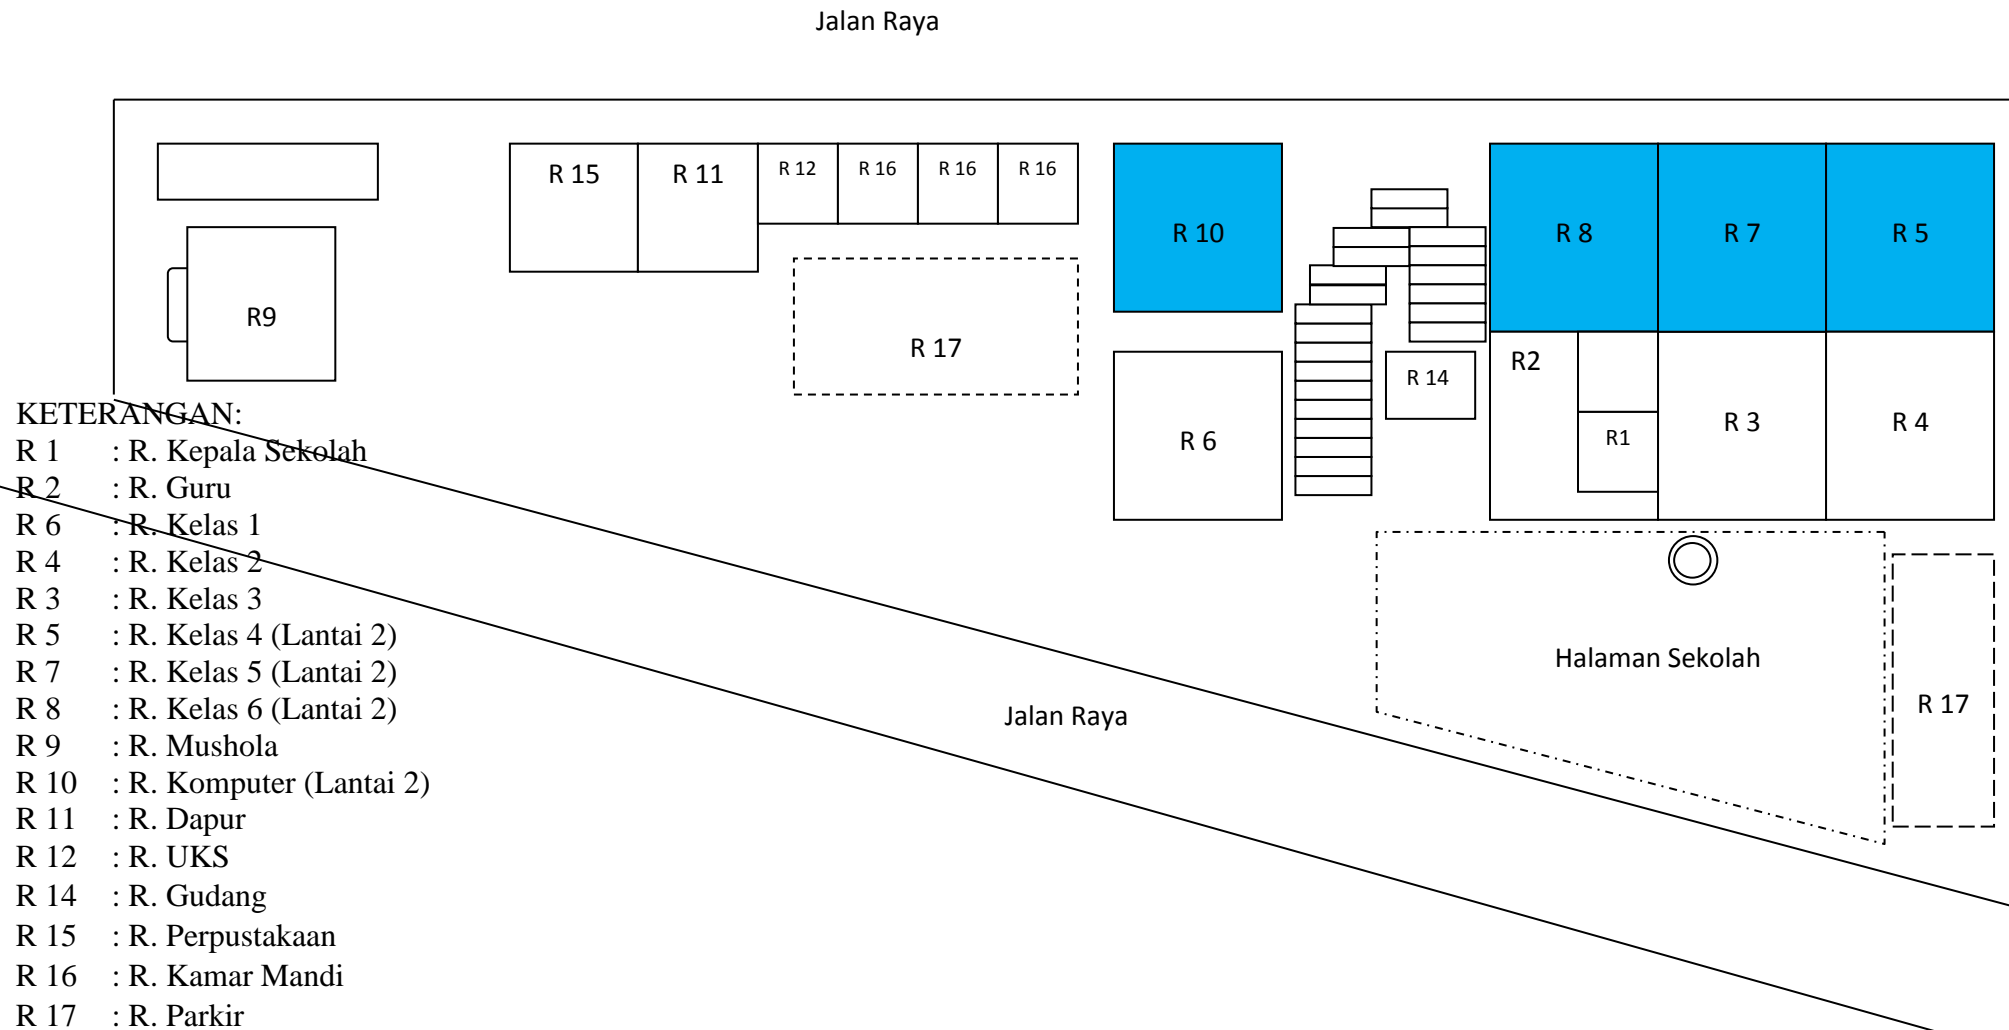 Jalan Raya
R 15
R 11
R 12
R 16
R 16
R 16
R 10
R 8
R 7
R 5
R9
R 17
R 14
R2
R 6
R1
R 3
R 4
Halaman Sekolah
R 17
Jalan Raya
KETERANGAN:
R 1 : R. Kepala Sekolah
R 2 : R. Guru
R 6 : R. Kelas 1
R 4 : R. Kelas 2
R 3 : R. Kelas 3
R 5 : R. Kelas 4 (Lantai 2)
R 7 : R. Kelas 5 (Lantai 2)
R 8 : R. Kelas 6 (Lantai 2)
R 9 : R. Mushola
R 10 : R. Komputer (Lantai 2)
R 11 : R. Dapur
R 12 : R. UKS
R 14 : R. Gudang
R 15 : R. Perpustakaan
R 16 : R. Kamar Mandi
R 17 : R. Parkir